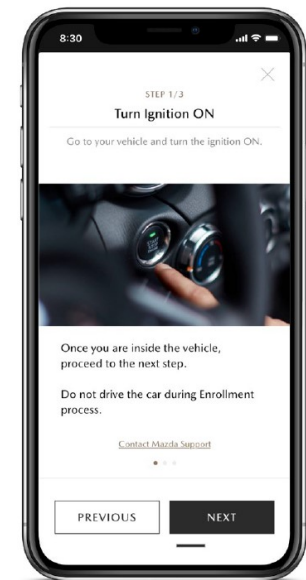 8:30
STEP 1/3
Turn Ignition ON
Go to your vehicle and turn the ignition ON.
Once you are inside the vehicle,
proceed to the next step.
Do not drive the car during Enrollment
process.
Contact Mazda Support
PREVIOUS
NEXT